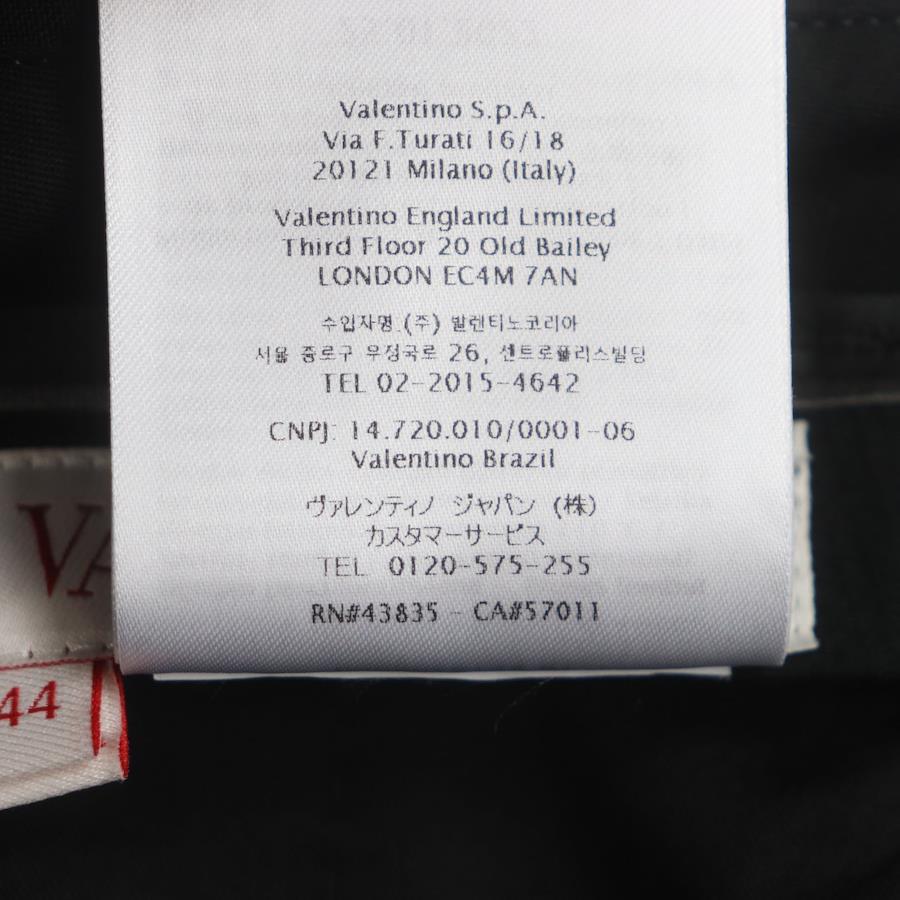 Valentino S.p.A.
Via F.Turati 16/18
20121 Milano (Italy)
Valentino England Limited
Third Floor 20 Old Bailey
LONDON EC4M 7AN
수입자명.(주) 발렌티노코리아
서울 종로구 우정국로 26, 센트로폴리스빌딩
TEL 02-2015-4642
CNPJ: 14.720.010/0001-06
Valentino Brazil
ヴァレンティノ ジャパン (株)
カスタマーサービス
TEL 0120-575-255
RN#43835 - CA#57011
VA
44